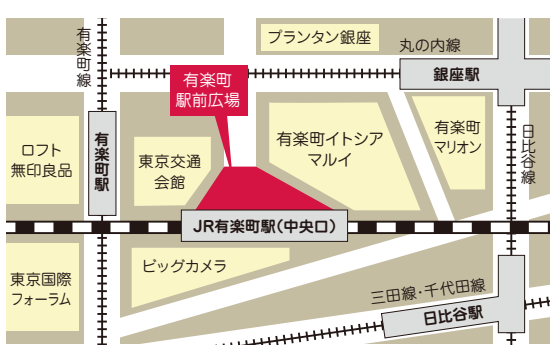 プランタン銀座
有楽町線
丸の内線
有楽町
駅前広場
銀座駅
ロフト
無印良品
有楽町駅
東京交通
会館
有楽町イトシア
マルイ
有楽町
マリオン
日比谷線
JR有楽町駅(中央口)
東京国際
フォーラム
ビッグカメラ
三田線・千代田線
日比谷駅